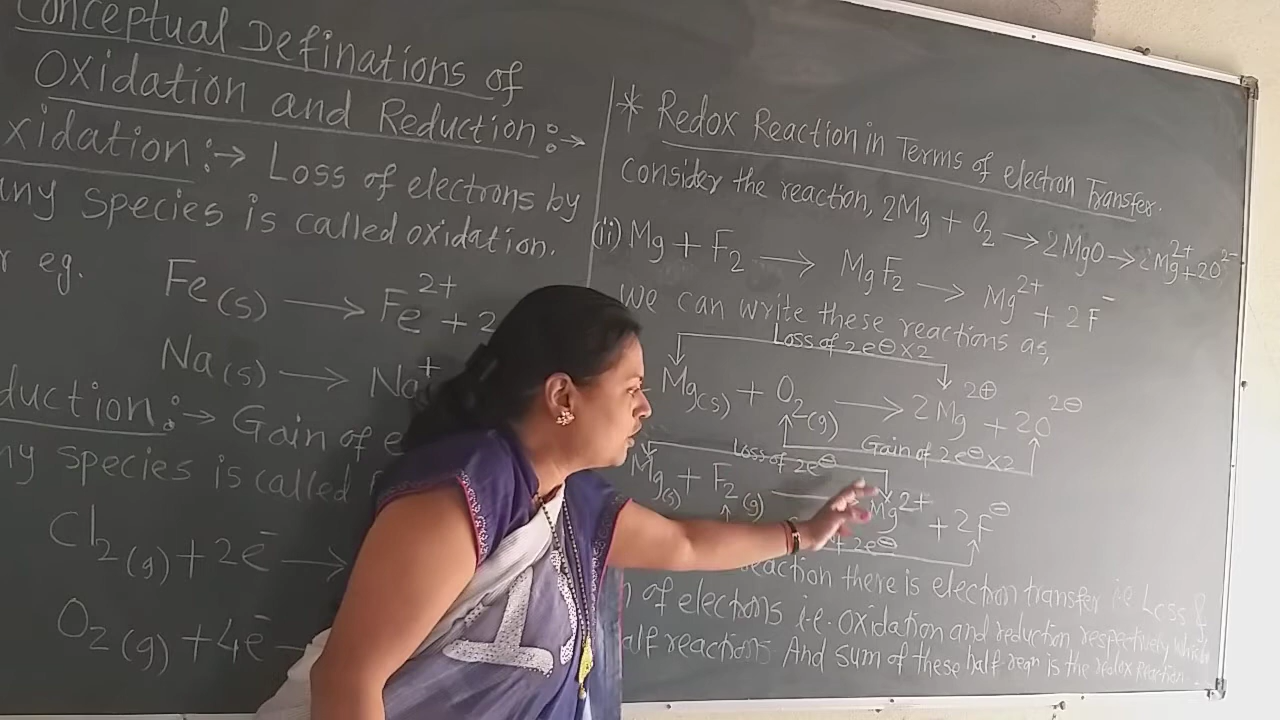 Conceptual Definations of
Oxidation and Reduction :→
xidation :→ Loss of electrons by
any species is called oxidation.
r eg.
Fe(s) → Fe²⁺ + 2
Na(s) → Na⁺
duction :→ Gain of e
ny species is called
Cl₂(g) + 2e⁻ →
O₂(g) + 4e⁻ →
* Redox Reaction in Terms of electron Transfer.
Consider the reaction, 2Mg + O₂ → 2MgO → 2Mg²⁺ + 2O²⁻
(ii) Mg + F₂ → MgF₂ → Mg²⁺ + 2F⁻
We can write these reactions as,
Loss of 2e⊖ x 2
Mg(s) + O₂(g) → 2Mg²⊕ + 2O²⊖
Gain of 2e⊖ x 2
Loss of 2e⊖
Mg(s) + F₂(g) → Mg²⁺ + 2F⊖
2e⊖
eaction there is electron transfer i.e Loss &
n of electrons i.e. oxidation and reduction respectively which
alf reactions And sum of these half-reqn is the redox Reaction.